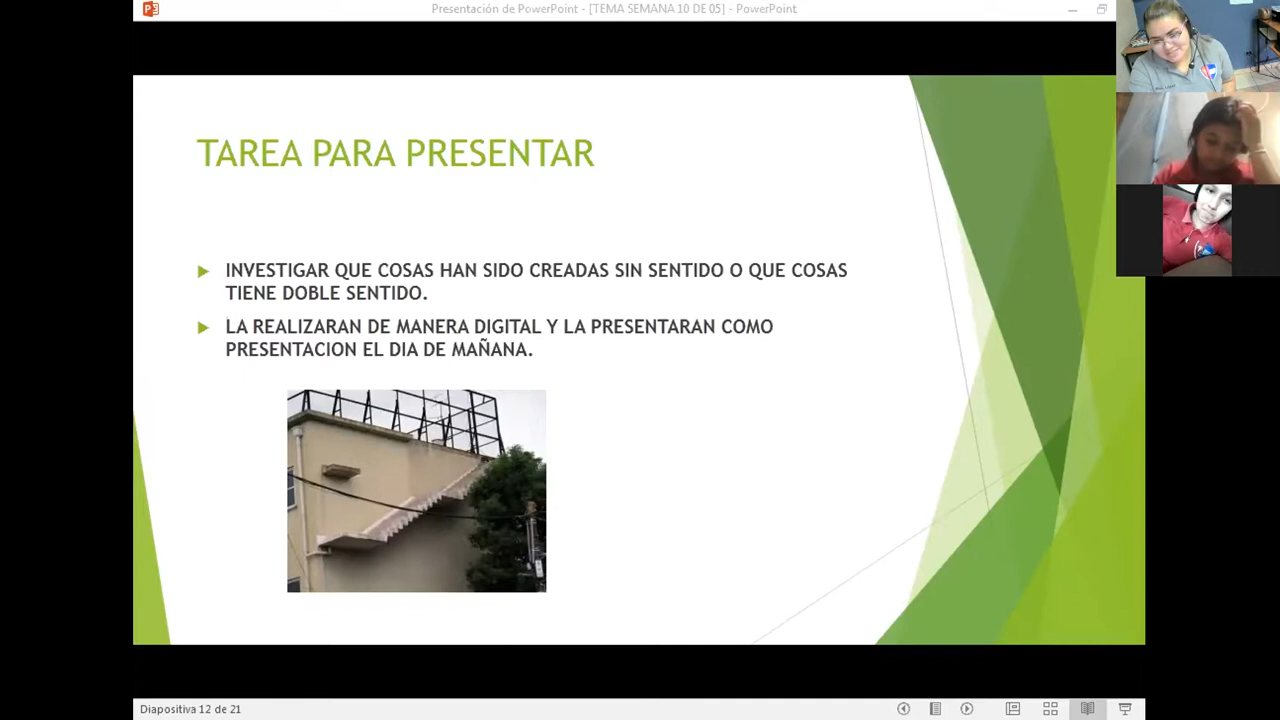 Presentación de PowerPoint - [TEMA SEMANA 10 DE 05] - PowerPoint
TAREA PARA PRESENTAR
INVESTIGAR QUE COSAS HAN SIDO CREADAS SIN SENTIDO O QUE COSAS
TIENE DOBLE SENTIDO.
LA REALIZARAN DE MANERA DIGITAL Y LA PRESENTARAN COMO
PRESENTACION EL DIA DE MAÑANA.
Diapositiva 12 de 21